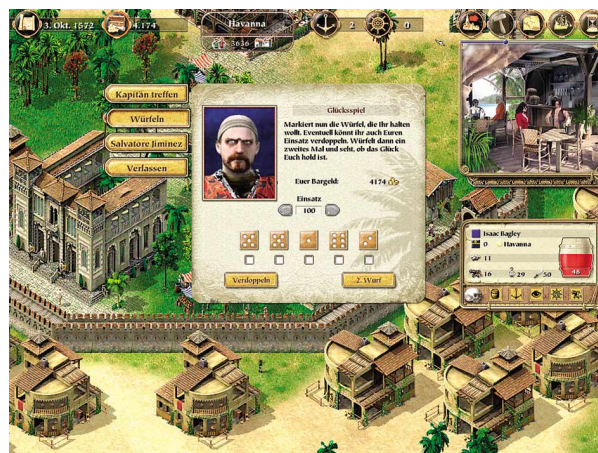 3. Okt. 1572
4.174
Havanna
3636
2
0
Kapitän treffen
Würfeln
Salvatore Jiminez
Verlassen
Glücksspiel
Markiert nun die Würfel, die Ihr halten
wollt. Eventuell könnt ihr auch Euren
Einsatz verdoppeln. Würfelt dann ein
zweites Mal und seht, ob das Glück
Euch hold ist.
Euer Bargeld: 4174
Einsatz
100
Verdoppeln
2. Wurf
Isaac Bagley
0 Havanna
11
16 29 50
48